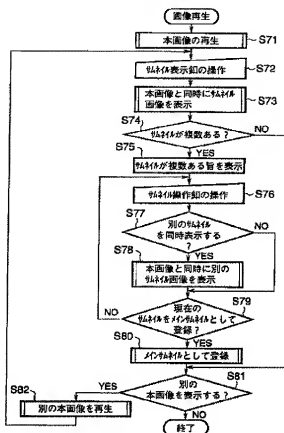 画像再生
本画像の再生
S71
サムネイル表示釦の操作
S72
本画像と同時にサムネイル
画像を表示
S73
S74
サムネイルが複数ある?
NO
YES
S75
サムネイルが複数ある旨を表示
サムネイル操作釦の操作
S76
S77
別のサムネイル
を同時表示する
?
NO
YES
S78
本画像と同時に別の
サムネイル画像を表示
S79
現在の
サムネイルをメインサムネイルとして
登録?
NO
YES
S80
メインサムネイルとして登録
S81
別の
本画像を表示する?
YES
S82
別の本画像を再生
NO
終了